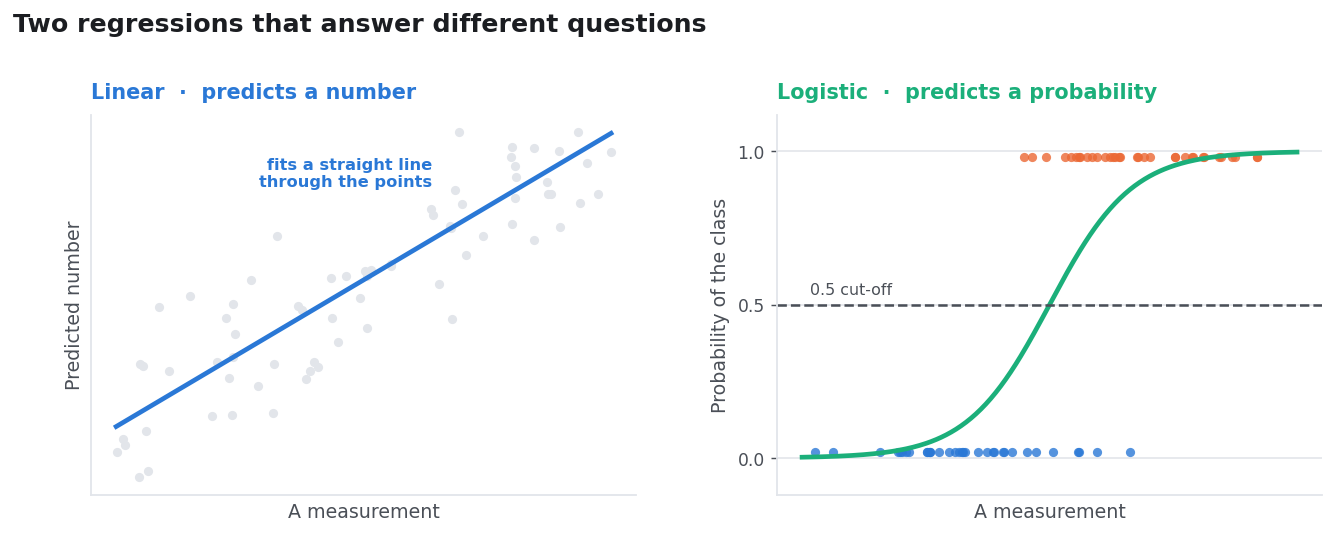 Two regressions that answer different questions
Linear · predicts a number
fits a straight line
through the points
Predicted number
A measurement
Logistic · predicts a probability
1.0
0.5 cut-off
0.5
0.0
Probability of the class
A measurement